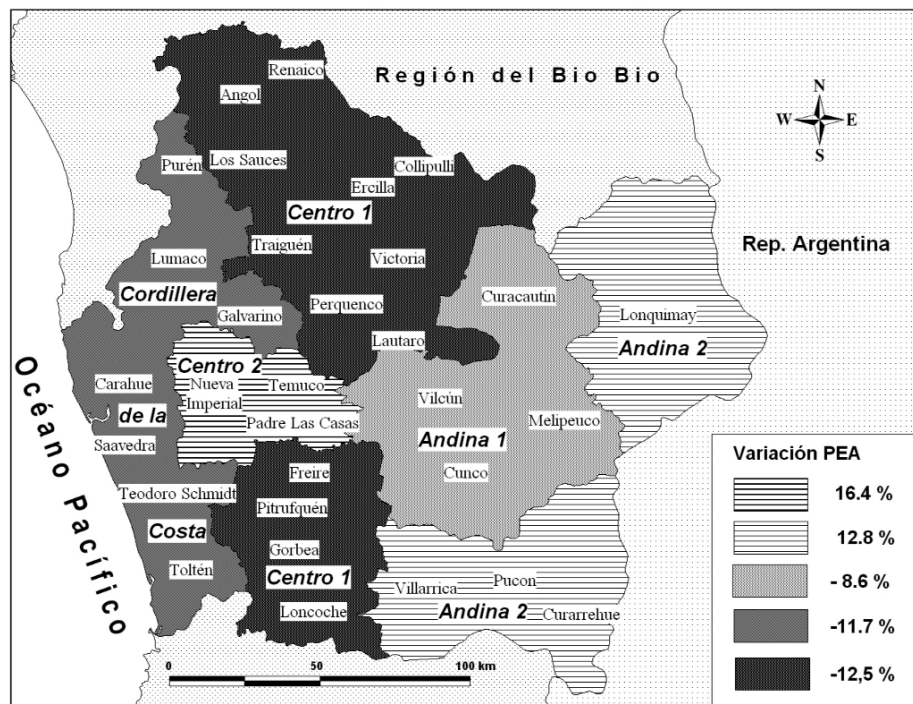 Región del Bio Bio
Renaico
Angol
N
W E
S
Purén
Los Sauces
Collipulli
Ercilla
Centro 1
Traiguén
Victoria
Rep. Argentina
Lumaco
Cordillera
Curacautin
Galvarino
Perquenco
Lonquimay
Lautaro
Andina 2
Centro 2
Nueva
Imperial
Temuco
Carahue
de la
Vilcún
Melipeuco
Padre Las Casas
Andina 1
Saavedra
Cunco
Océano Pacífico
Freire
Teodoro Schmidt
Pitrufquén
Costa
Gorbea
Toltén
Centro 1
Loncoche
Villarrica
Pucon
Andina 2
Curarrehue
0 50 100 km
Variación PEA
16.4 %
12.8 %
- 8.6 %
-11.7 %
-12,5 %